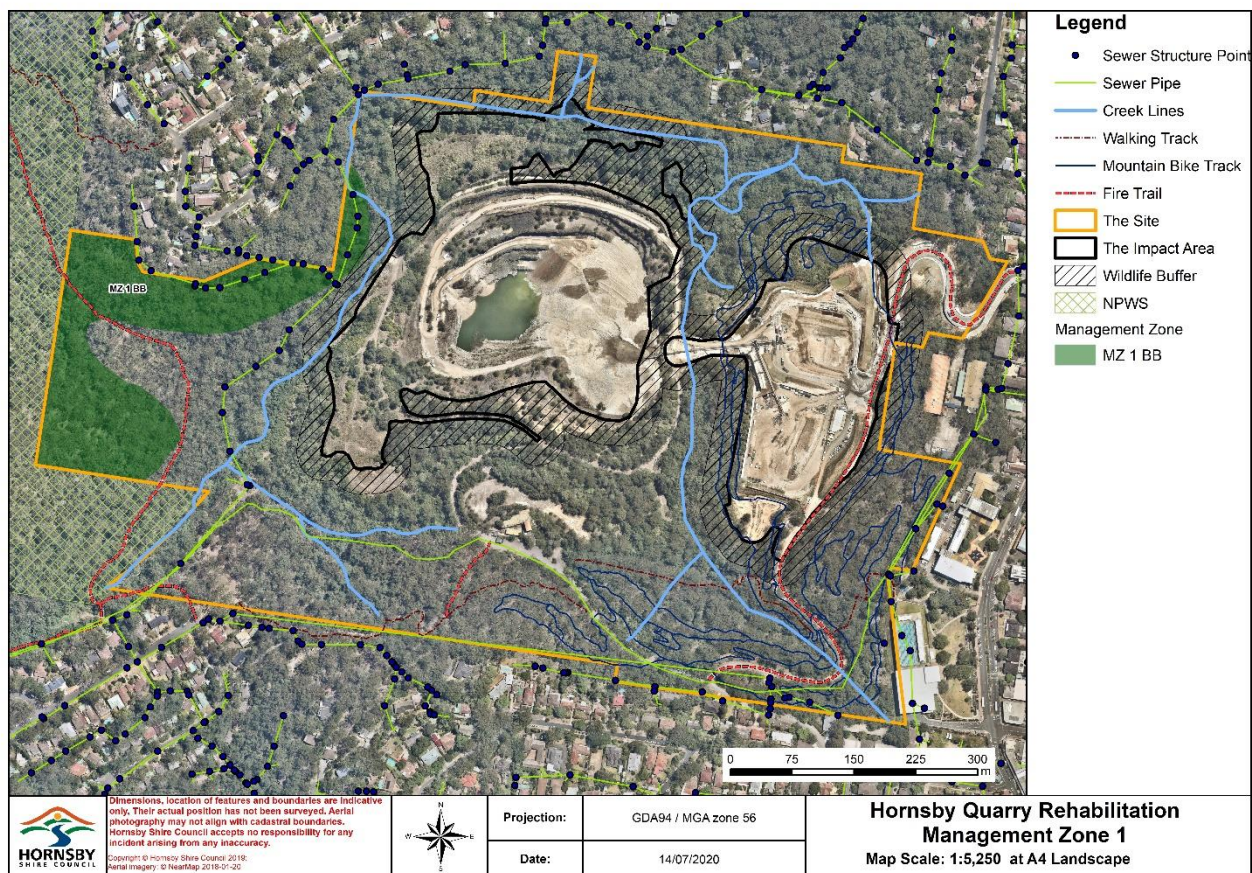 Legend
Sewer Structure Point
Sewer Pipe
Creek Lines
Walking Track
Mountain Bike Track
Fire Trail
The Site
The Impact Area
Wildlife Buffer
NPWS
Management Zone
MZ 1 BB
MZ 1 BB
0 75 150 225 300
m
HORNSBY
SHIRE COUNCIL
Dimensions, location of features and boundaries are indicative
only. Their actual position has not been surveyed. Aerial
photography may not align with cadastral boundaries.
Hornsby Shire Council accepts no responsibility for any
incident arising from any inaccuracy.
Copyright © Hornsby Shire Council 2019;
Aerial Imagery: © NearMap 2018-01-20
N
W E
S
Projection: GDA94 / MGA zone 56
Date: 14/07/2020
Hornsby Quarry Rehabilitation
Management Zone 1
Map Scale: 1:5,250 at A4 Landscape